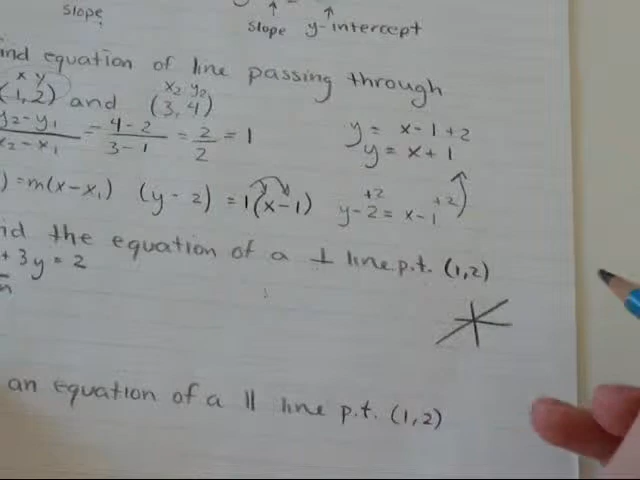 slope
slope y-intercept
ind equation of line passing through
x y x₂ y₂
(1,2) and (3,4)
y₂-y₁ / x₂-x₁ = 4-2 / 3-1 = 2/2 = 1
y = x-1+2
y = x+1
) = m(x-x₁) (y-2) = 1(x-1)
+2 +2
y-2 = x-1
nd the equation of a ⊥ line p.t. (1,2)
+3y = 2
an equation of a || line p.t. (1,2)